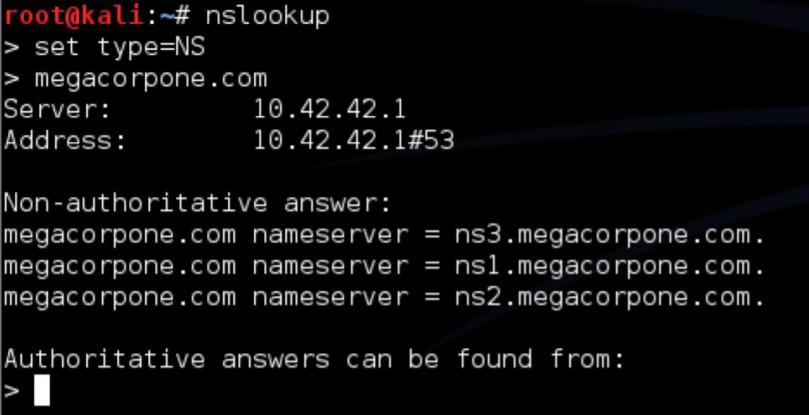 root@kali:~# nslookup
> set type=NS
> megacorpone.com
Server:         10.42.42.1
Address:        10.42.42.1#53
Non-authoritative answer:
megacorpone.com nameserver = ns3.megacorpone.com.
megacorpone.com nameserver = ns1.megacorpone.com.
megacorpone.com nameserver = ns2.megacorpone.com.
Authoritative answers can be found from:
>